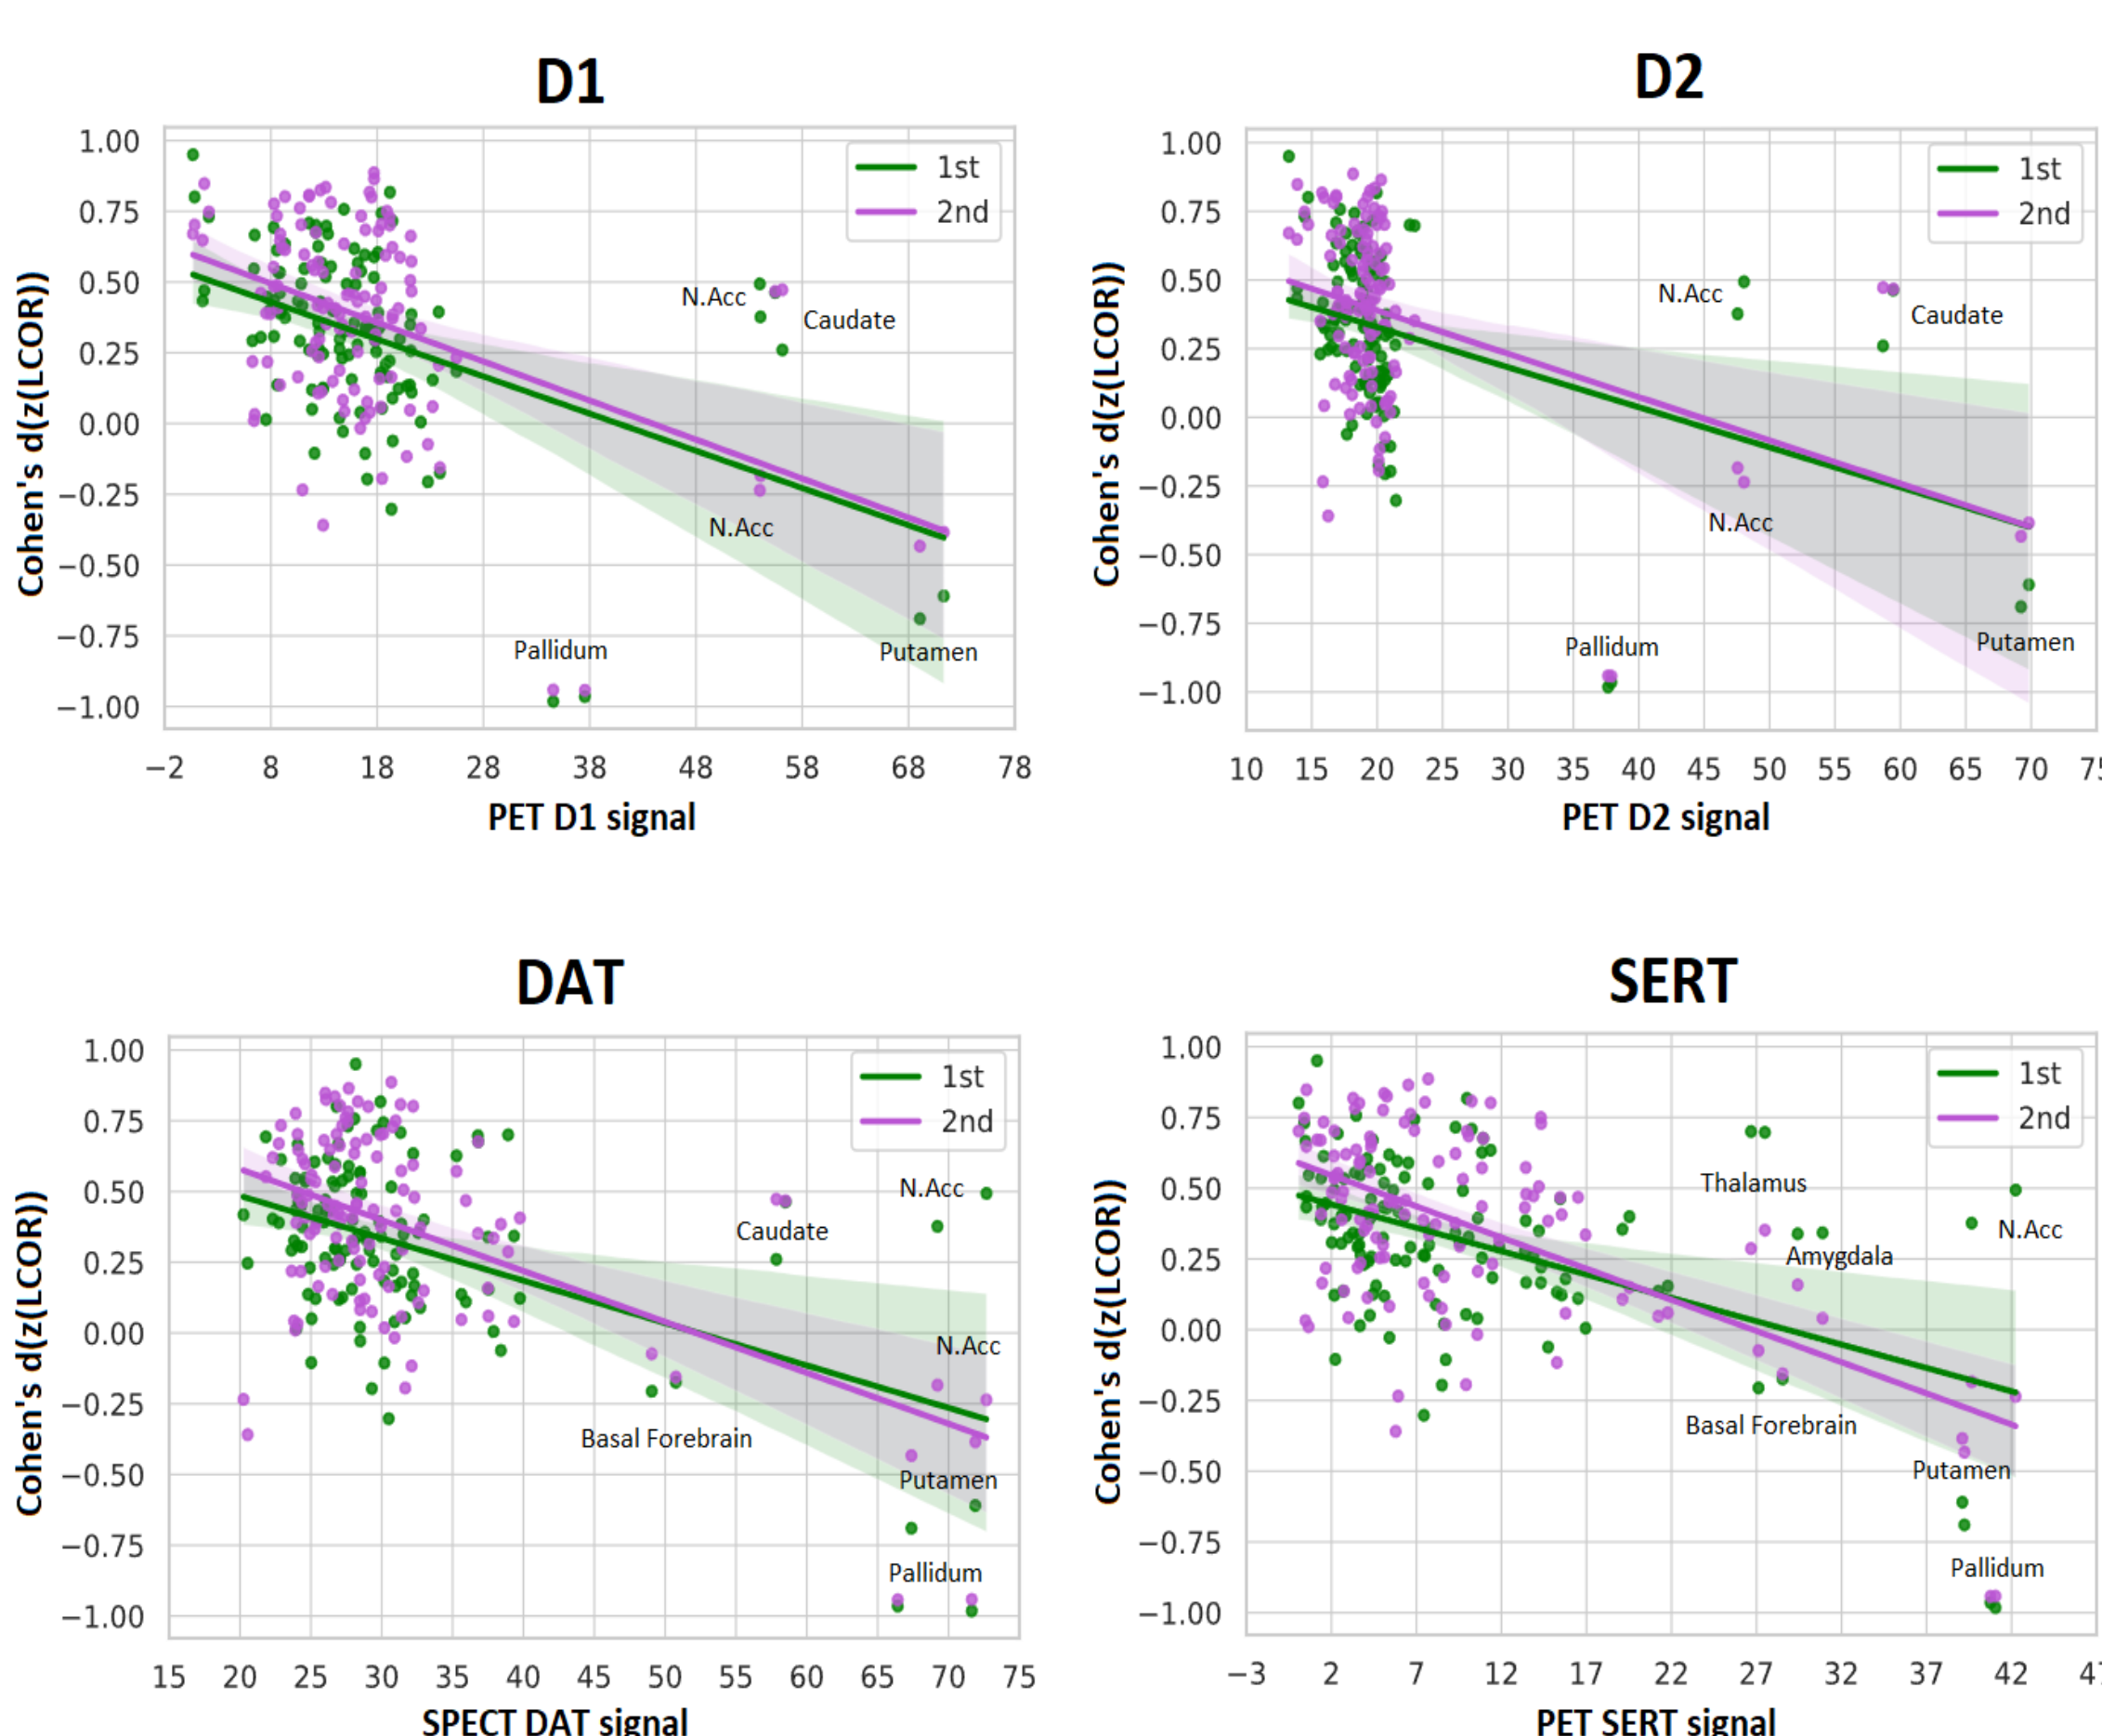 D1
1.00
0.75
0.50
0.25
0.00
−0.25
−0.50
−0.75
−1.00
Cohen's d(z(LCOR))
1st
2nd
N.Acc
Caudate
N.Acc
Pallidum
Putamen
−2 8 18 28 38 48 58 68 78
PET D1 signal
D2
1.00
0.75
0.50
0.25
0.00
−0.25
−0.50
−0.75
−1.00
Cohen's d(z(LCOR))
1st
2nd
N.Acc
Caudate
N.Acc
Pallidum
Putamen
10 15 20 25 30 35 40 45 50 55 60 65 70 75
PET D2 signal
DAT
1.00
0.75
0.50
0.25
0.00
−0.25
−0.50
−0.75
−1.00
Cohen's d(z(LCOR))
1st
2nd
N.Acc
Caudate
N.Acc
Basal Forebrain
Putamen
Pallidum
15 20 25 30 35 40 45 50 55 60 65 70 75
SPECT DAT signal
SERT
1.00
0.75
0.50
0.25
0.00
−0.25
−0.50
−0.75
−1.00
Cohen's d(z(LCOR))
1st
2nd
Thalamus
N.Acc
Amygdala
Basal Forebrain
Putamen
Pallidum
−3 2 7 12 17 22 27 32 37 42 47
PET SERT signal